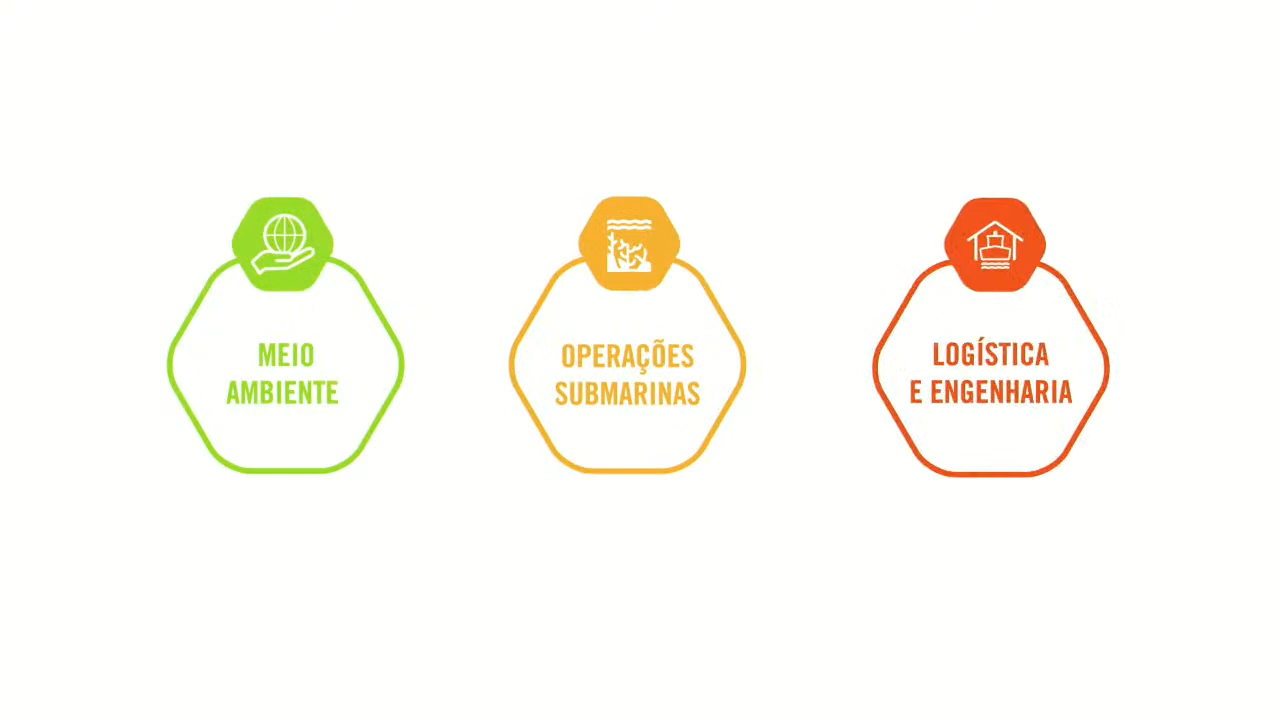 MEIO
AMBIENTE
OPERAÇÕES
SUBMARINAS
LOGÍSTICA
E ENGENHARIA